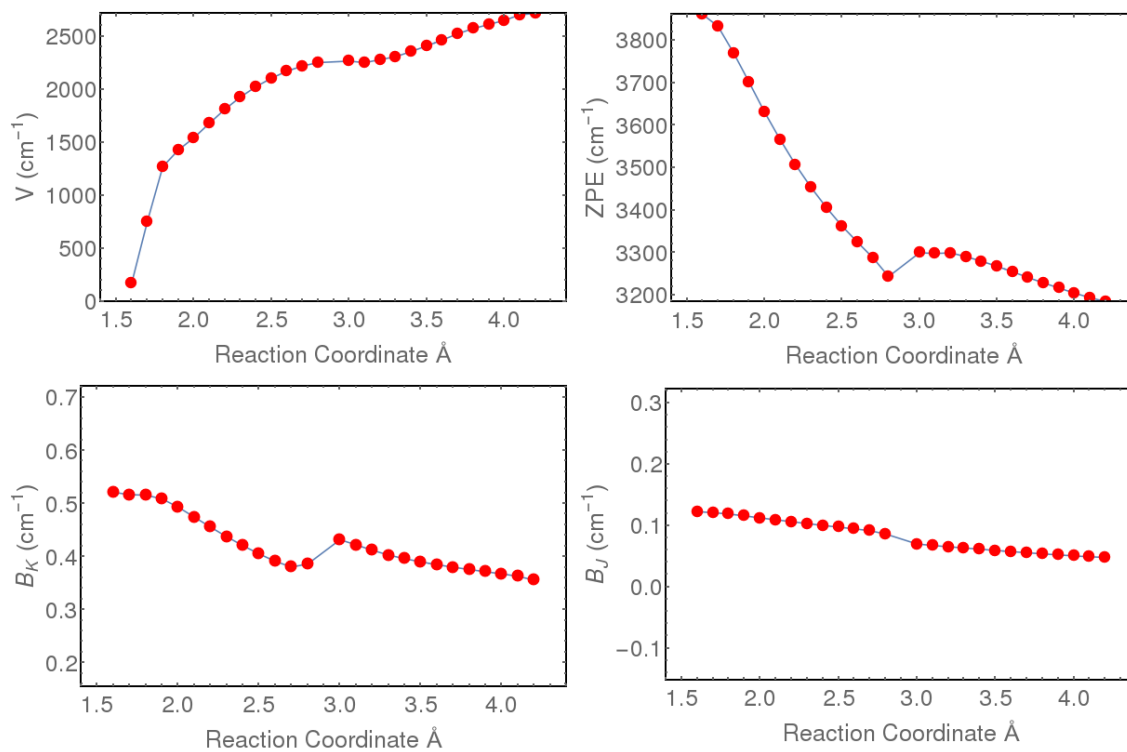 V (cm⁻¹)
2500
2000
1500
1000
500
0
1.5 2.0 2.5 3.0 3.5 4.0
Reaction Coordinate Å
ZPE (cm⁻¹)
3800
3700
3600
3500
3400
3300
3200
1.5 2.0 2.5 3.0 3.5 4.0
Reaction Coordinate Å
B_K (cm⁻¹)
0.7
0.6
0.5
0.4
0.3
0.2
1.5 2.0 2.5 3.0 3.5 4.0
Reaction Coordinate Å
B_J (cm⁻¹)
0.3
0.2
0.1
0.0
−0.1
1.5 2.0 2.5 3.0 3.5 4.0
Reaction Coordinate Å